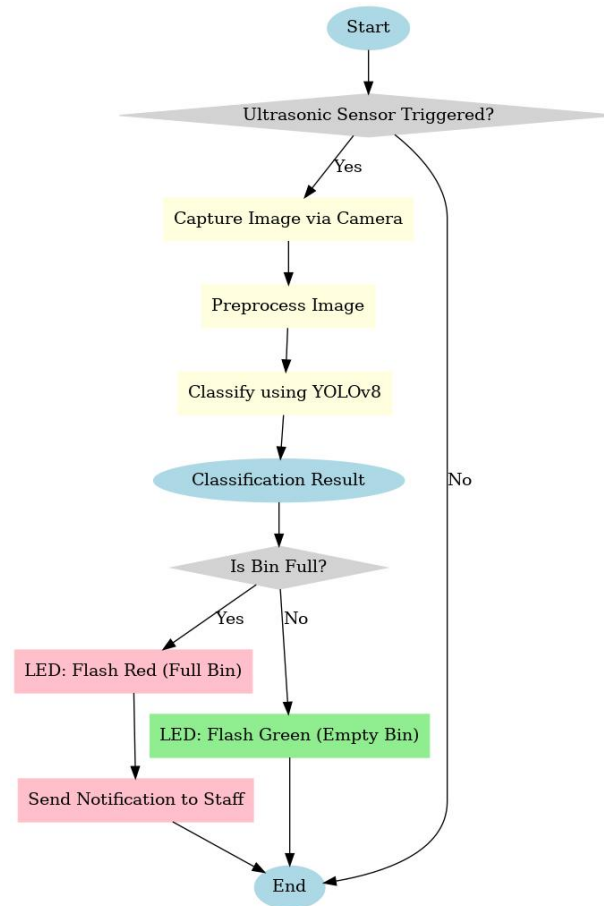 Start
Ultrasonic Sensor Triggered?
Yes
Capture Image via Camera
Preprocess Image
Classify using YOLOv8
Classification Result
No
Is Bin Full?
Yes
No
LED: Flash Red (Full Bin)
LED: Flash Green (Empty Bin)
Send Notification to Staff
End